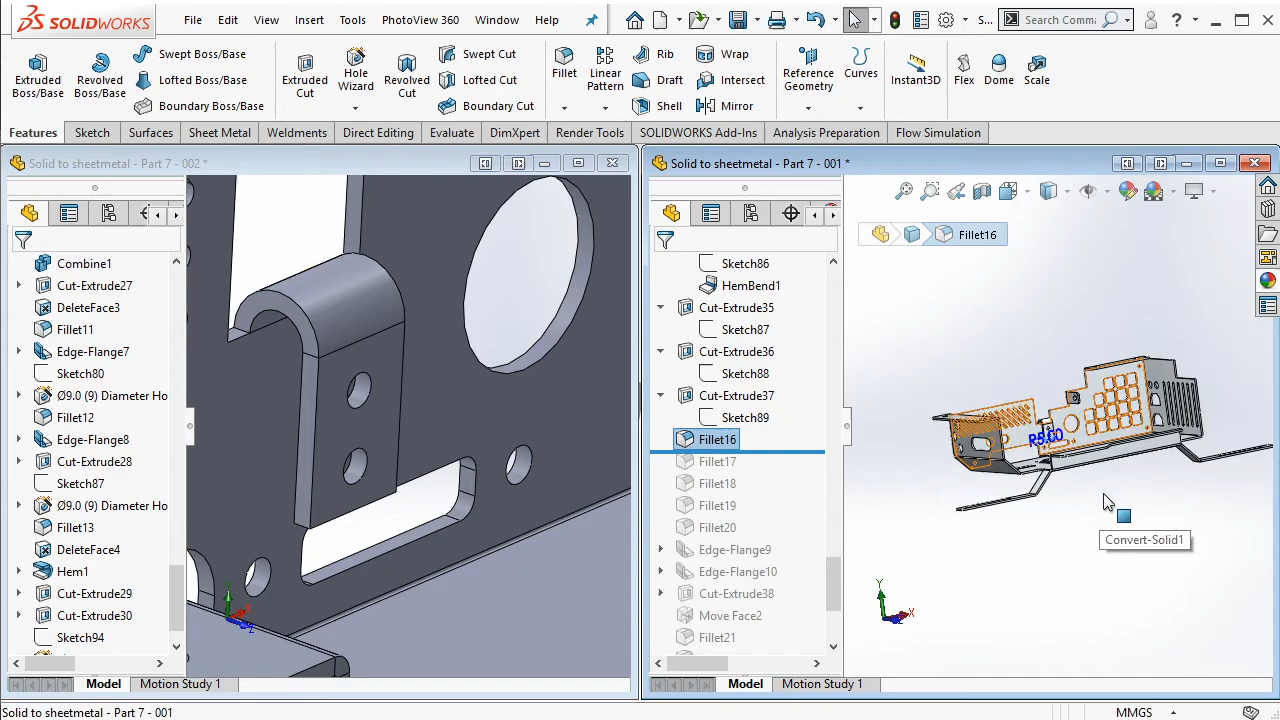 SOLIDWORKS
File Edit View Insert Tools PhotoView 360 Window Help
S...
Search Comma
Extruded Boss/Base
Revolved Boss/Base
Swept Boss/Base
Lofted Boss/Base
Boundary Boss/Base
Extruded Cut
Hole Wizard
Revolved Cut
Swept Cut
Lofted Cut
Boundary Cut
Fillet
Linear Pattern
Rib
Draft
Shell
Wrap
Intersect
Mirror
Reference Geometry
Curves
Instant3D
Flex
Dome
Scale
Features Sketch Surfaces Sheet Metal Weldments Direct Editing Evaluate DimXpert Render Tools SOLIDWORKS Add-Ins Analysis Preparation Flow Simulation
Solid to sheetmetal - Part 7 - 002 *
Combine1
Cut-Extrude27
DeleteFace3
Fillet11
Edge-Flange7
Sketch80
Ø9.0 (9) Diameter Ho
Fillet12
Edge-Flange8
Cut-Extrude28
Sketch87
Ø9.0 (9) Diameter Ho
Fillet13
DeleteFace4
Hem1
Cut-Extrude29
Cut-Extrude30
Sketch94
Model Motion Study 1
Solid to sheetmetal - Part 7 - 001 *
Sketch86
HemBend1
Cut-Extrude35
Sketch87
Cut-Extrude36
Sketch88
Cut-Extrude37
Sketch89
Fillet16
Fillet17
Fillet18
Fillet19
Fillet20
Edge-Flange9
Edge-Flange10
Cut-Extrude38
Move Face2
Fillet21
Model Motion Study 1
Fillet16
R5.00
Convert-Solid1
Y
X
Z
Solid to sheetmetal - Part 7 - 001
MMGS